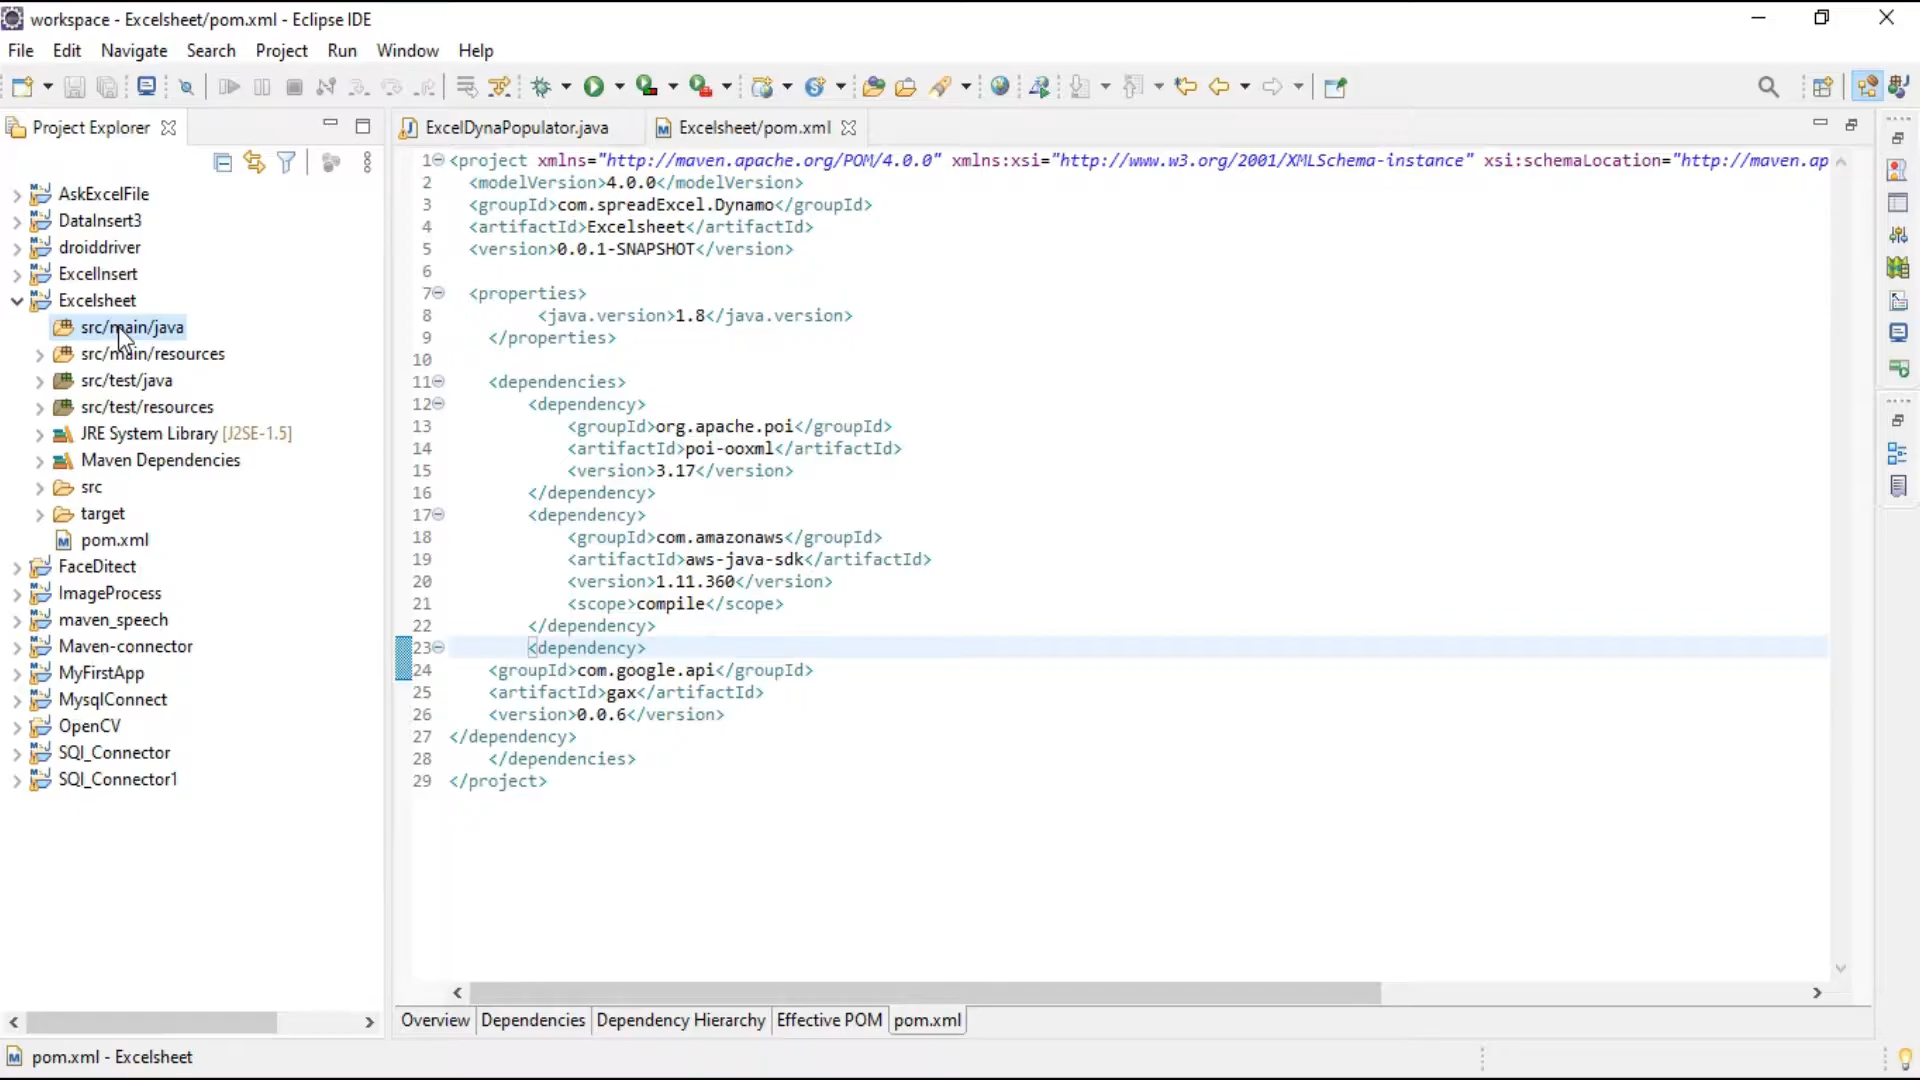 workspace - Excelsheet/pom.xml - Eclipse IDE
File Edit Navigate Search Project Run Window Help
Project Explorer
AskExcelFile
DataInsert3
droiddriver
ExcelInsert
Excelsheet
src/main/java
src/main/resources
src/test/java
src/test/resources
JRE System Library [J2SE-1.5]
Maven Dependencies
src
target
pom.xml
FaceDitect
ImageProcess
maven_speech
Maven-connector
MyFirstApp
MysqlConnect
OpenCV
SQl_Connector
SQl_Connector1
ExcelDynaPopulator.java Excelsheet/pom.xml
1 <project xmlns="http://maven.apache.org/POM/4.0.0" xmlns:xsi="http://www.w3.org/2001/XMLSchema-instance" xsi:schemaLocation="http://maven.ap
2 <modelVersion>4.0.0</modelVersion>
3 <groupId>com.spreadExcel.Dynamo</groupId>
4 <artifactId>Excelsheet</artifactId>
5 <version>0.0.1-SNAPSHOT</version>
6
7 <properties>
8 <java.version>1.8</java.version>
9 </properties>
10
11 <dependencies>
12 <dependency>
13 <groupId>org.apache.poi</groupId>
14 <artifactId>poi-ooxml</artifactId>
15 <version>3.17</version>
16 </dependency>
17 <dependency>
18 <groupId>com.amazonaws</groupId>
19 <artifactId>aws-java-sdk</artifactId>
20 <version>1.11.360</version>
21 <scope>compile</scope>
22 </dependency>
23 <dependency>
24 <groupId>com.google.api</groupId>
25 <artifactId>gax</artifactId>
26 <version>0.0.6</version>
27 </dependency>
28 </dependencies>
29 </project>
Overview Dependencies Dependency Hierarchy Effective POM pom.xml
pom.xml - Excelsheet